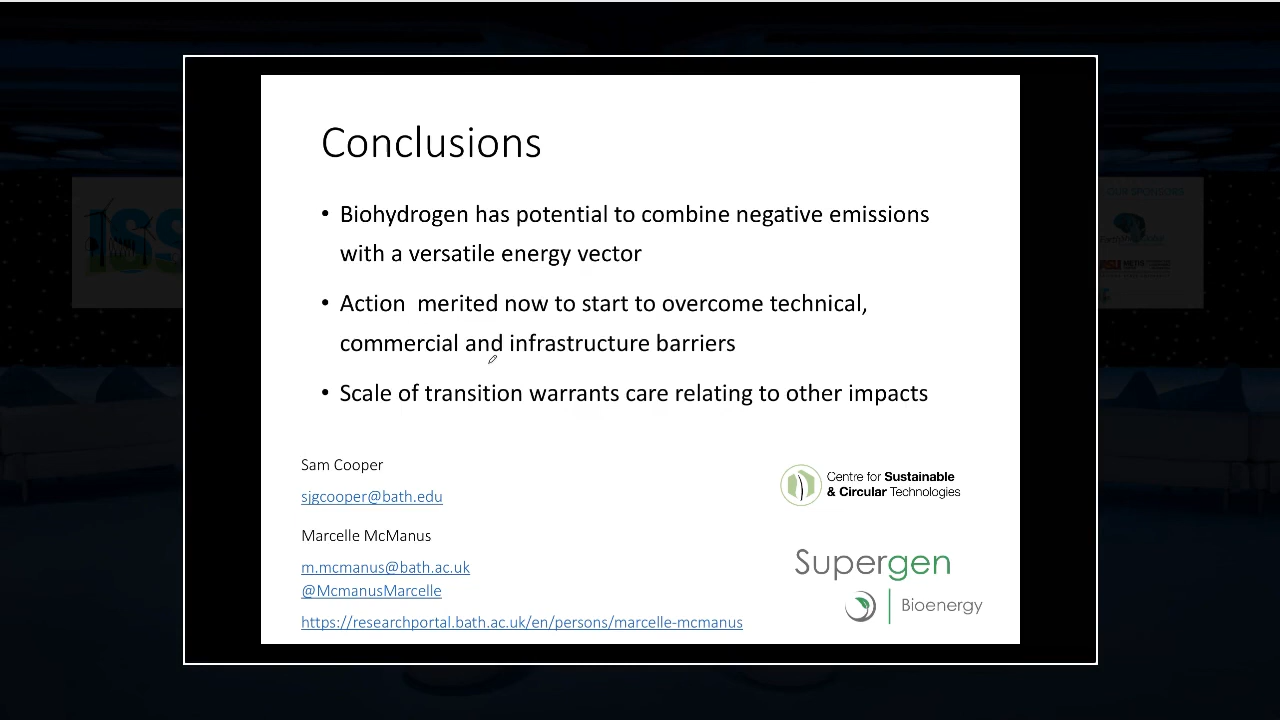 Conclusions
• Biohydrogen has potential to combine negative emissions
with a versatile energy vector
• Action  merited now to start to overcome technical,
commercial and infrastructure barriers
• Scale of transition warrants care relating to other impacts
Sam Cooper
sjgcooper@bath.edu
Marcelle McManus
m.mcmanus@bath.ac.uk
@McmanusMarcelle
https://researchportal.bath.ac.uk/en/persons/marcelle-mcmanus
Centre for Sustainable
& Circular Technologies
Supergen
Bioenergy
ISS
OUR SPONSORS